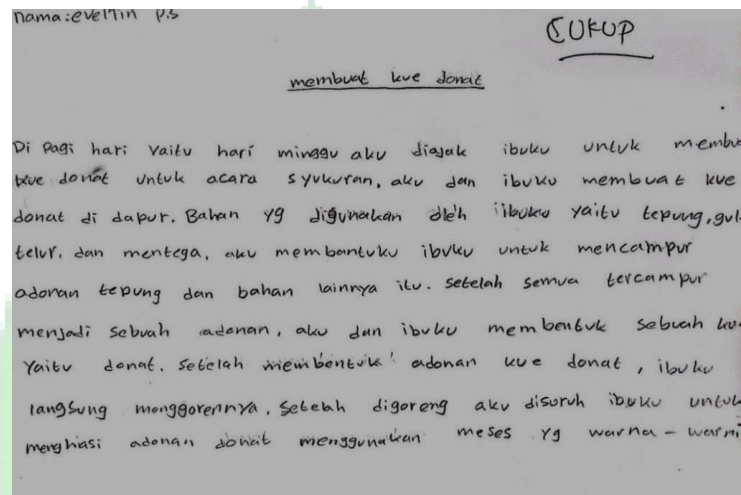 nama:eveltin p.s
CUKUP
membuat kue donat
Di Pagi hari Yaitu hari minggu aku diajak ibuku untuk membu
kue donat untuk acara syukuran, aku dan ibuku membuat kue
donat di dapur. Bahan yg digunakan oleh ibuku yaitu tepung, gul
telur, dan mentega, aku membantuku ibuku untuk mencampur
adonan tepung dan bahan lainnya itu. Setelah semua tercampur
menjadi sebuah adonan, aku dan ibuku membentuk sebuah ku
Yaitu donat. Setelah membentuk adonan kue donat, ibuku
langsung menggorennya, Setelah digoreng aku disuruh ibuku untuk
menghiasi adonan donat menggunakan meses yg warna - warni